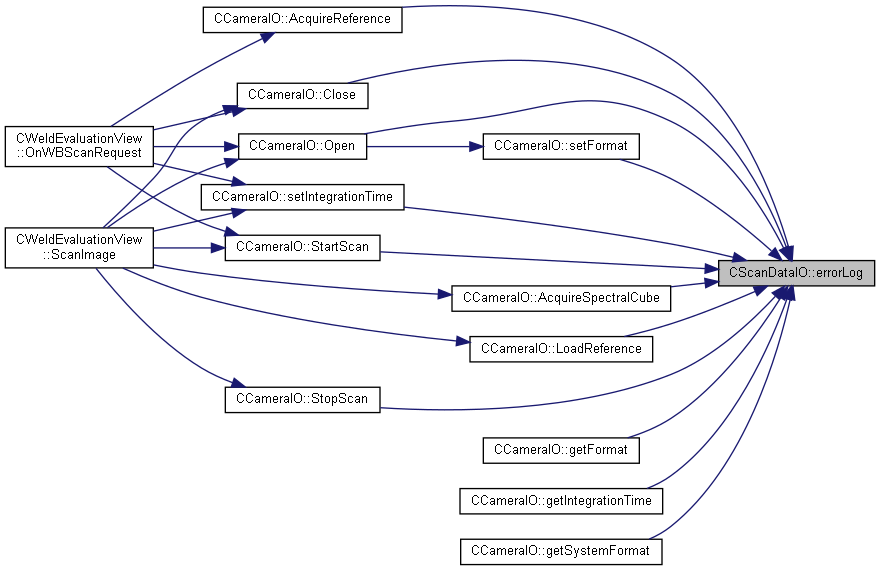 CCameraIO::AcquireReference
CCameraIO::Close
CWeldEvaluationView
::OnWBScanRequest
CCameraIO::Open
CCameraIO::setFormat
CCameraIO::setIntegrationTime
CWeldEvaluationView
::ScanImage
CCameraIO::StartScan
CScanDataIO::errorLog
CCameraIO::AcquireSpectralCube
CCameraIO::LoadReference
CCameraIO::StopScan
CCameraIO::getFormat
CCameraIO::getIntegrationTime
CCameraIO::getSystemFormat